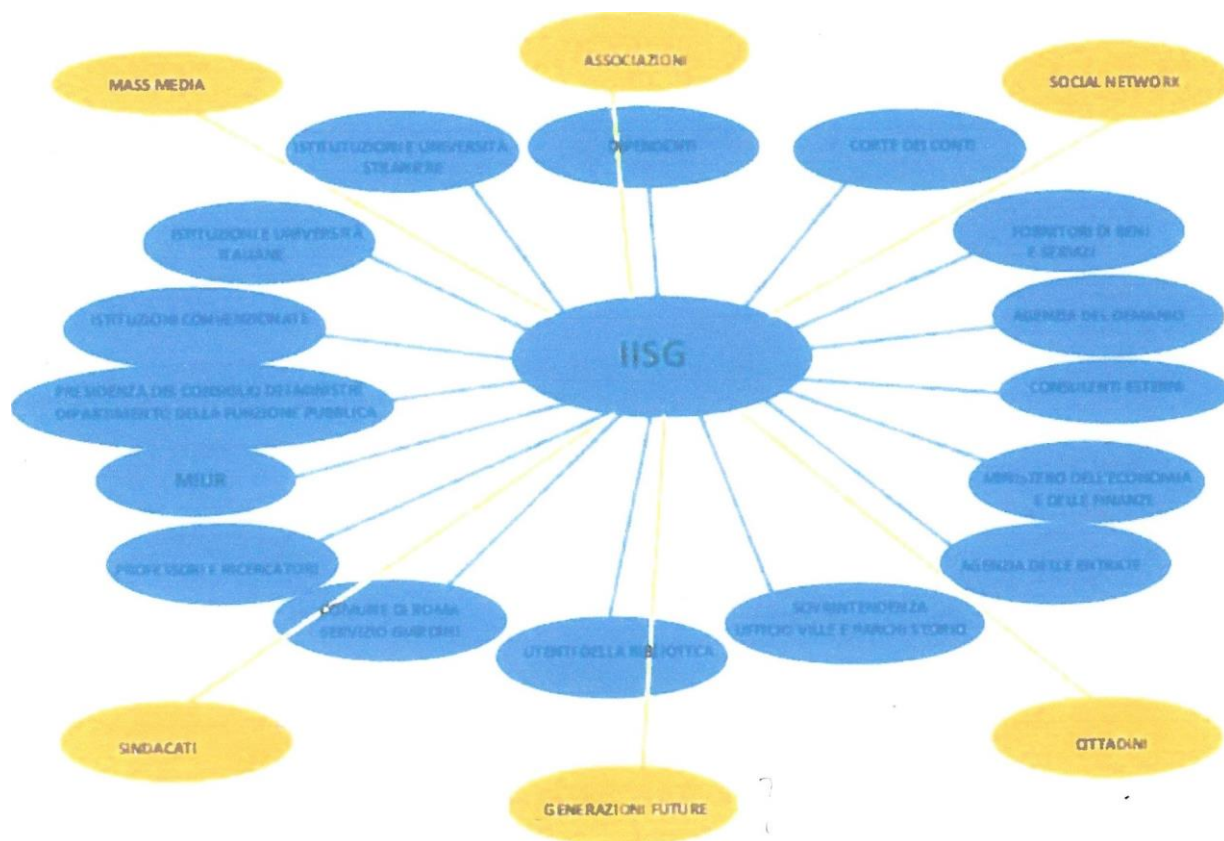 ASSOCIAZIONI
MASS MEDIA
SOCIAL NETWORK
ISTITUTUZIONI E UNIVERSITÀ
STRANIERE
DIPENDENTI
CORTE DEI CONTI
ISTITUZIONI E UNIVERSITÀ
ITALIANE
FORNITORI DI BENI
E SERVIZI
ISTITUZIONI CONVENZIONATE
AGENZIA DEL DEMANIO
IISG
PRESIDENZA DEL CONSIGLIO DEI MINISTRI
DIPARTIMENTO DELLA FUNZIONE PUBBLICA
CONSULENTI ESTERNI
MIUR
MINISTERO DELL'ECONOMIA
E DELLE FINANZE
PROFESSORI E RICERCATORI
AGENZIA DELLE ENTRATE
COMUNE DI ROMA
SERVIZIO GIARDINI
UTENTI DELLA BIBLIOTECA
SOVRINTENDENZA
UFFICIO VILLE E PARCHI STORICI
SINDACATI
CITTADINI
GENERAZIONI FUTURE